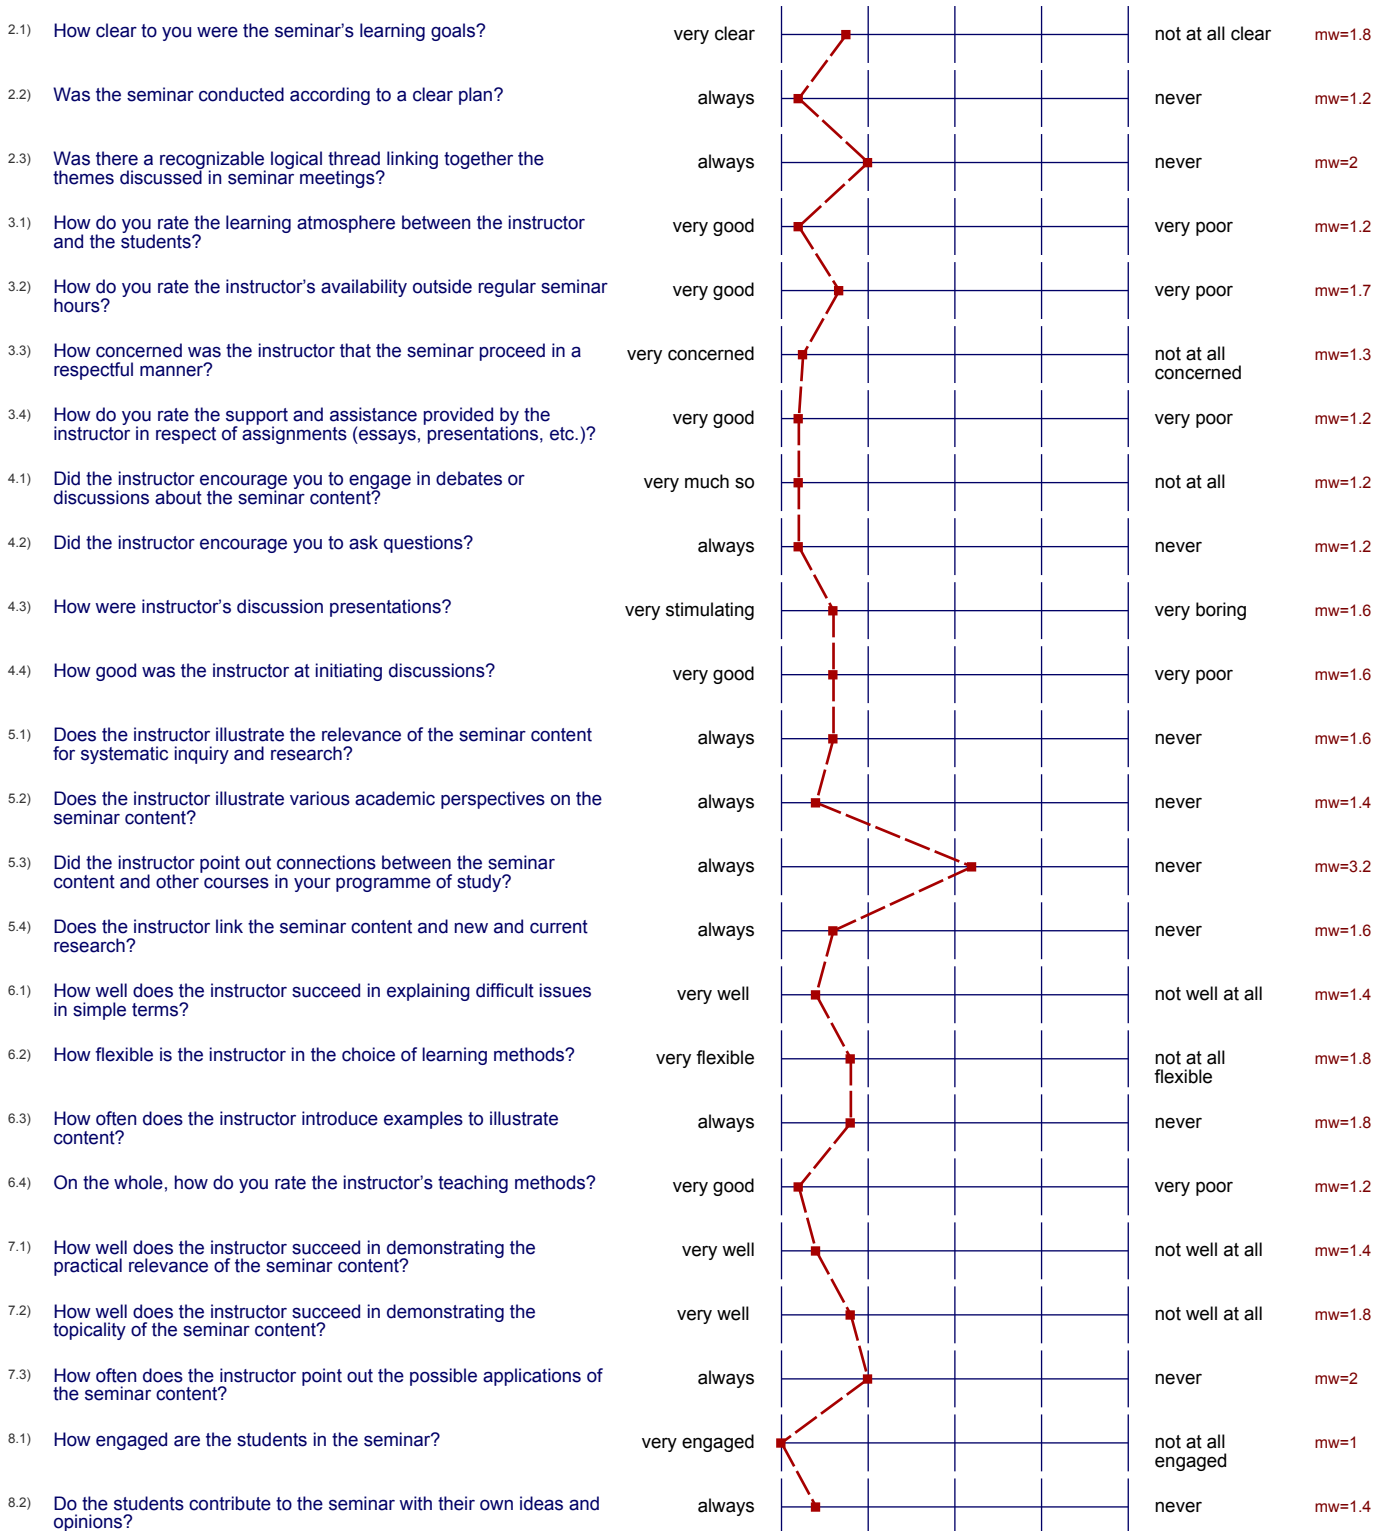 2.1) How clear to you were the seminar's learning goals? very clear not at all clear mw=1.8
2.2) Was the seminar conducted according to a clear plan? always never mw=1.2
2.3) Was there a recognizable logical thread linking together the
themes discussed in seminar meetings? always never mw=2
3.1) How do you rate the learning atmosphere between the instructor
and the students? very good very poor mw=1.2
3.2) How do you rate the instructor's availability outside regular seminar
hours? very good very poor mw=1.7
3.3) How concerned was the instructor that the seminar proceed in a
respectful manner? very concerned not at all
concerned mw=1.3
3.4) How do you rate the support and assistance provided by the
instructor in respect of assignments (essays, presentations, etc.)? very good very poor mw=1.2
4.1) Did the instructor encourage you to engage in debates or
discussions about the seminar content? very much so not at all mw=1.2
4.2) Did the instructor encourage you to ask questions? always never mw=1.2
4.3) How were instructor's discussion presentations? very stimulating very boring mw=1.6
4.4) How good was the instructor at initiating discussions? very good very poor mw=1.6
5.1) Does the instructor illustrate the relevance of the seminar content
for systematic inquiry and research? always never mw=1.6
5.2) Does the instructor illustrate various academic perspectives on the
seminar content? always never mw=1.4
5.3) Did the instructor point out connections between the seminar
content and other courses in your programme of study? always never mw=3.2
5.4) Does the instructor link the seminar content and new and current
research? always never mw=1.6
6.1) How well does the instructor succeed in explaining difficult issues
in simple terms? very well not well at all mw=1.4
6.2) How flexible is the instructor in the choice of learning methods? very flexible not at all
flexible mw=1.8
6.3) How often does the instructor introduce examples to illustrate
content? always never mw=1.8
6.4) On the whole, how do you rate the instructor's teaching methods? very good very poor mw=1.2
7.1) How well does the instructor succeed in demonstrating the
practical relevance of the seminar content? very well not well at all mw=1.4
7.2) How well does the instructor succeed in demonstrating the
topicality of the seminar content? very well not well at all mw=1.8
7.3) How often does the instructor point out the possible applications of
the seminar content? always never mw=2
8.1) How engaged are the students in the seminar? very engaged not at all
engaged mw=1
8.2) Do the students contribute to the seminar with their own ideas and
opinions? always never mw=1.4